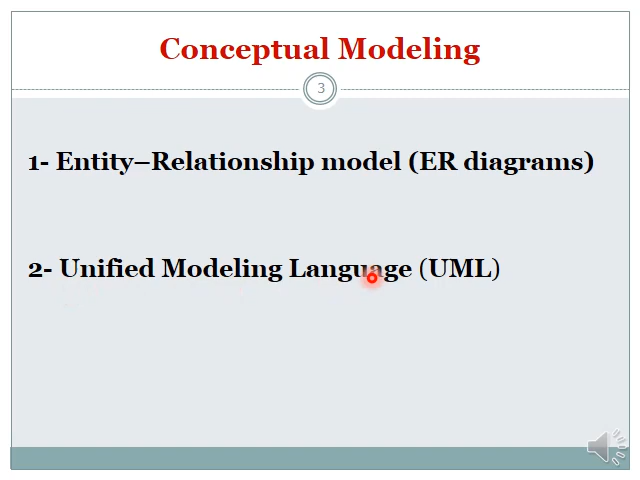 Conceptual Modeling
3
1- Entity–Relationship model (ER diagrams)
2- Unified Modeling Language (UML)